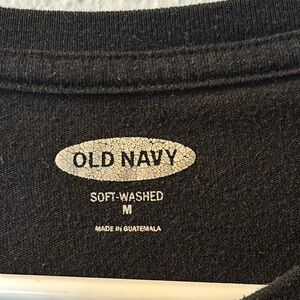 OLD NAVY
SOFT-WASHED
M
MADE IN GUATEMALA